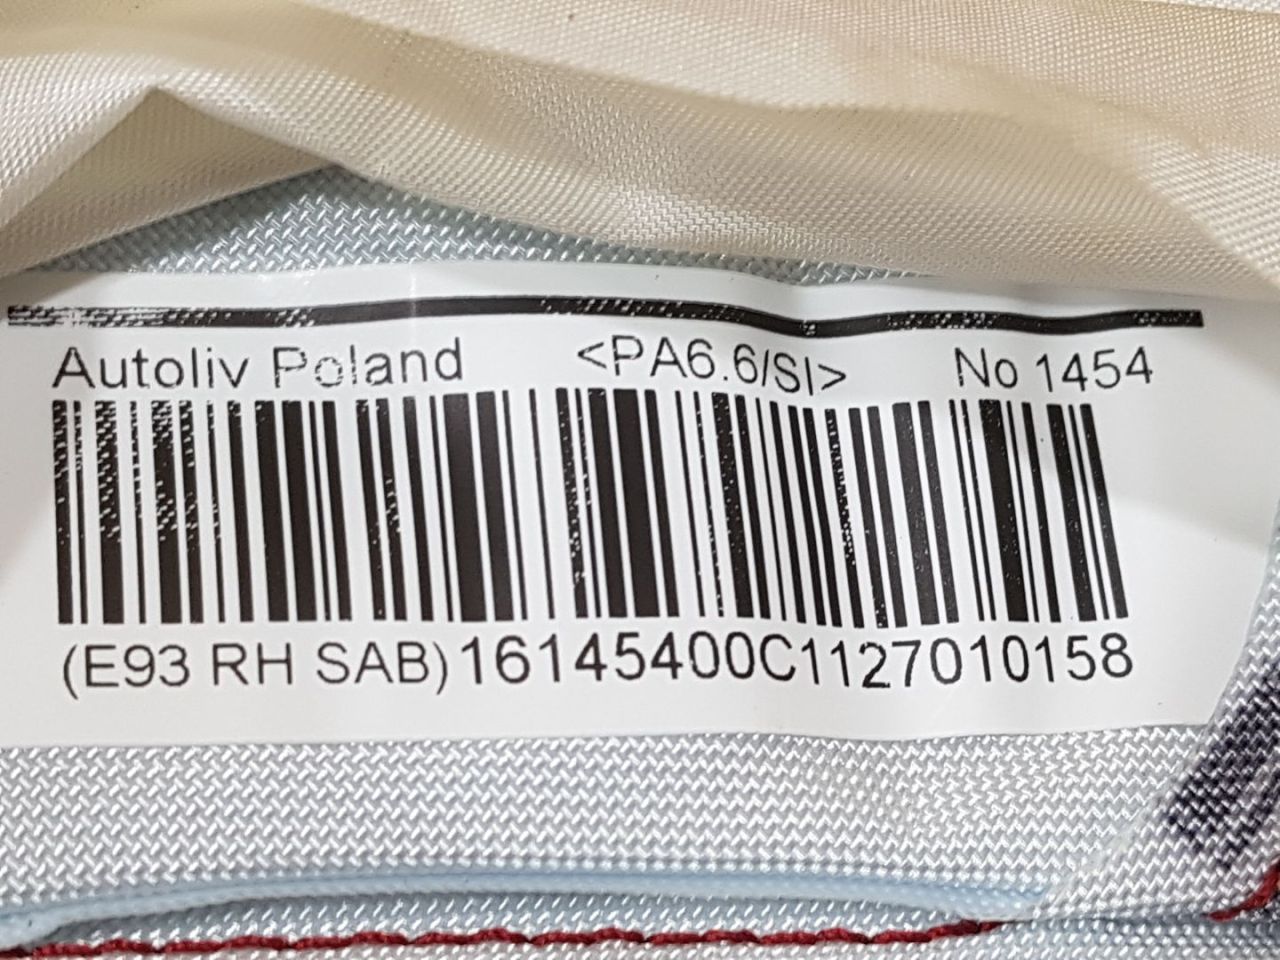 Autoliv Poland <PA6.6/SI> No 1454
(E93 RH SAB)16145400C1127010158